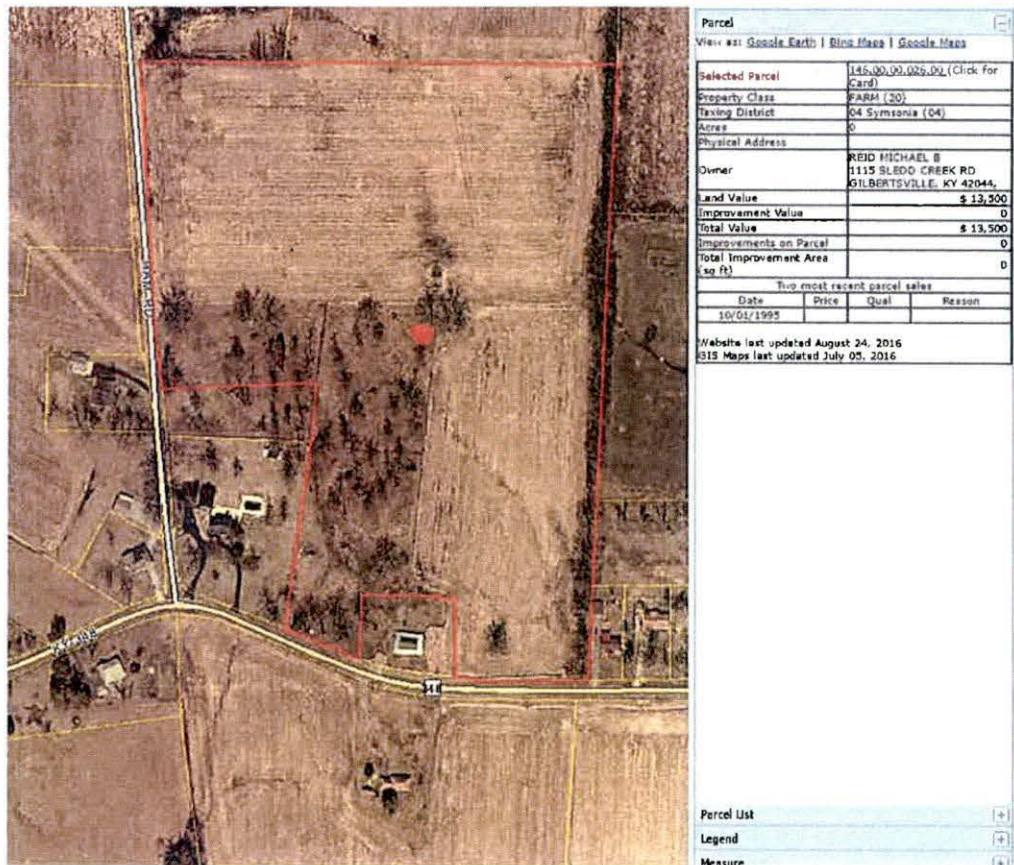 Parcel
View as: Google Earth | Bing Maps | Google Maps
Selected Parcel 146.00.00.026.00 (Click for
Card)
Property Class FARM (20)
Taxing District 04 Symsonia (04)
Acres 0
Physical Address
Owner REID MICHAEL B
1115 SLEDD CREEK RD
GILBERTSVILLE, KY 42044,
Land Value $ 13,500
Improvement Value 0
Total Value $ 13,500
Improvements on Parcel 0
Total Improvement Area
(sq ft) 0
Two most recent parcel sales
Date Price Qual Reason
10/01/1995
Website last updated August 24, 2016
GIS Maps last updated July 05, 2016
RD
348
Parcel List
Legend
Measure